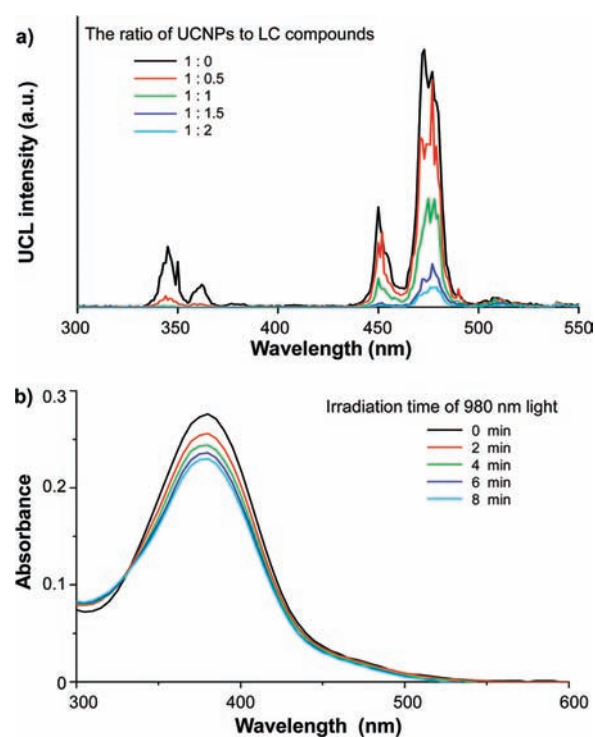 a)
The ratio of UCNPs to LC compounds
1 : 0
1 : 0.5
1 : 1
1 : 1.5
1 : 2
UCL intensity (a.u.)
300 350 400 450 500 550
Wavelength (nm)
b)
Irradiation time of 980 nm light
0 min
2 min
4 min
6 min
8 min
0.3
0.2
0.1
0
Absorbance
300 400 500 600
Wavelength (nm)